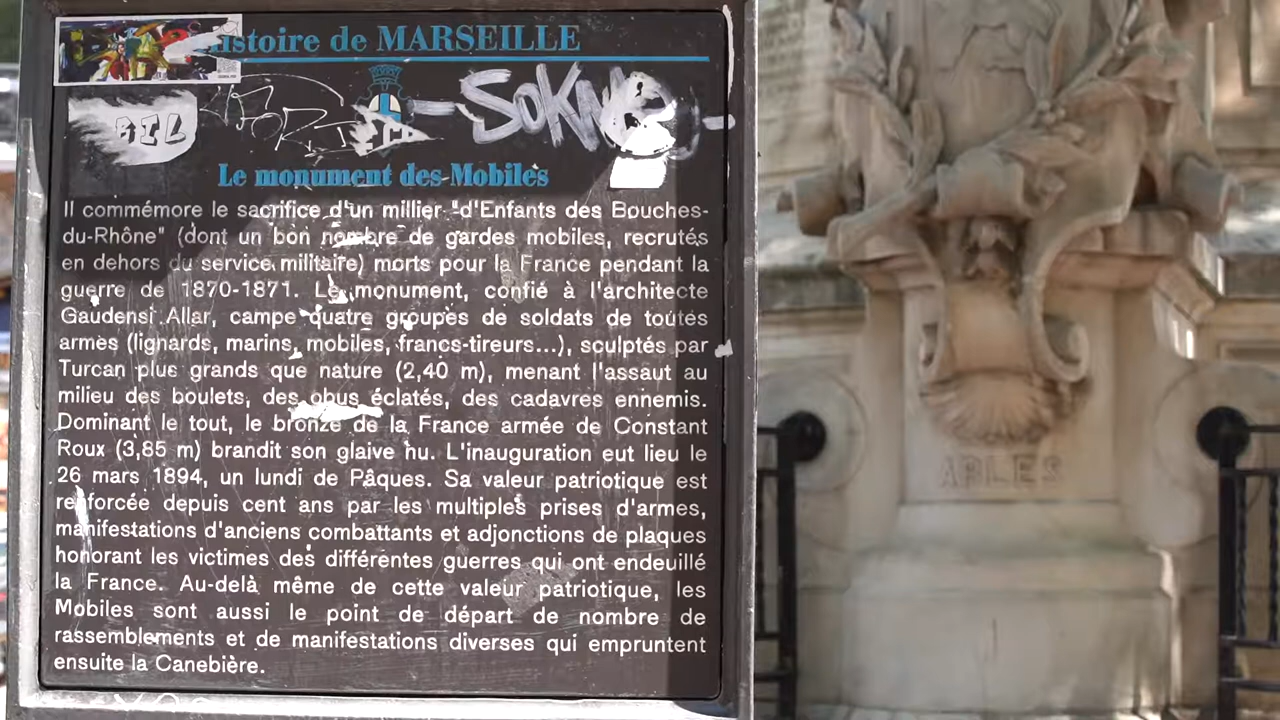 Histoire de MARSEILLE
BIL
SOKN
Le monument des Mobiles
Il commémore le sacrifice d'un millier "d'Enfants des Bouches-
du-Rhône" (dont un bon nombre de gardes mobiles, recrutés
en dehors du service militaire) morts pour la France pendant la
guerre de 1870-1871. Le monument, confié à l'architecte
Gaudensi Allar, campe quatre groupes de soldats de toutes
armes (lignards, marins, mobiles, francs-tireurs...), sculptés par
Turcan plus grands que nature (2,40 m), menant l'assaut au
milieu des boulets, des obus éclatés, des cadavres ennemis.
Dominant le tout, le bronze de la France armée de Constant
Roux (3,85 m) brandit son glaive nu. L'inauguration eut lieu le
26 mars 1894, un lundi de Pâques. Sa valeur patriotique est
renforcée depuis cent ans par les multiples prises d'armes,
manifestations d'anciens combattants et adjonctions de plaques
honorant les victimes des différentes guerres qui ont endeuillé
la France. Au-delà même de cette valeur patriotique, les
Mobiles sont aussi le point de départ de nombre de
rassemblements et de manifestations diverses qui empruntent
ensuite la Canebière.
ARLES